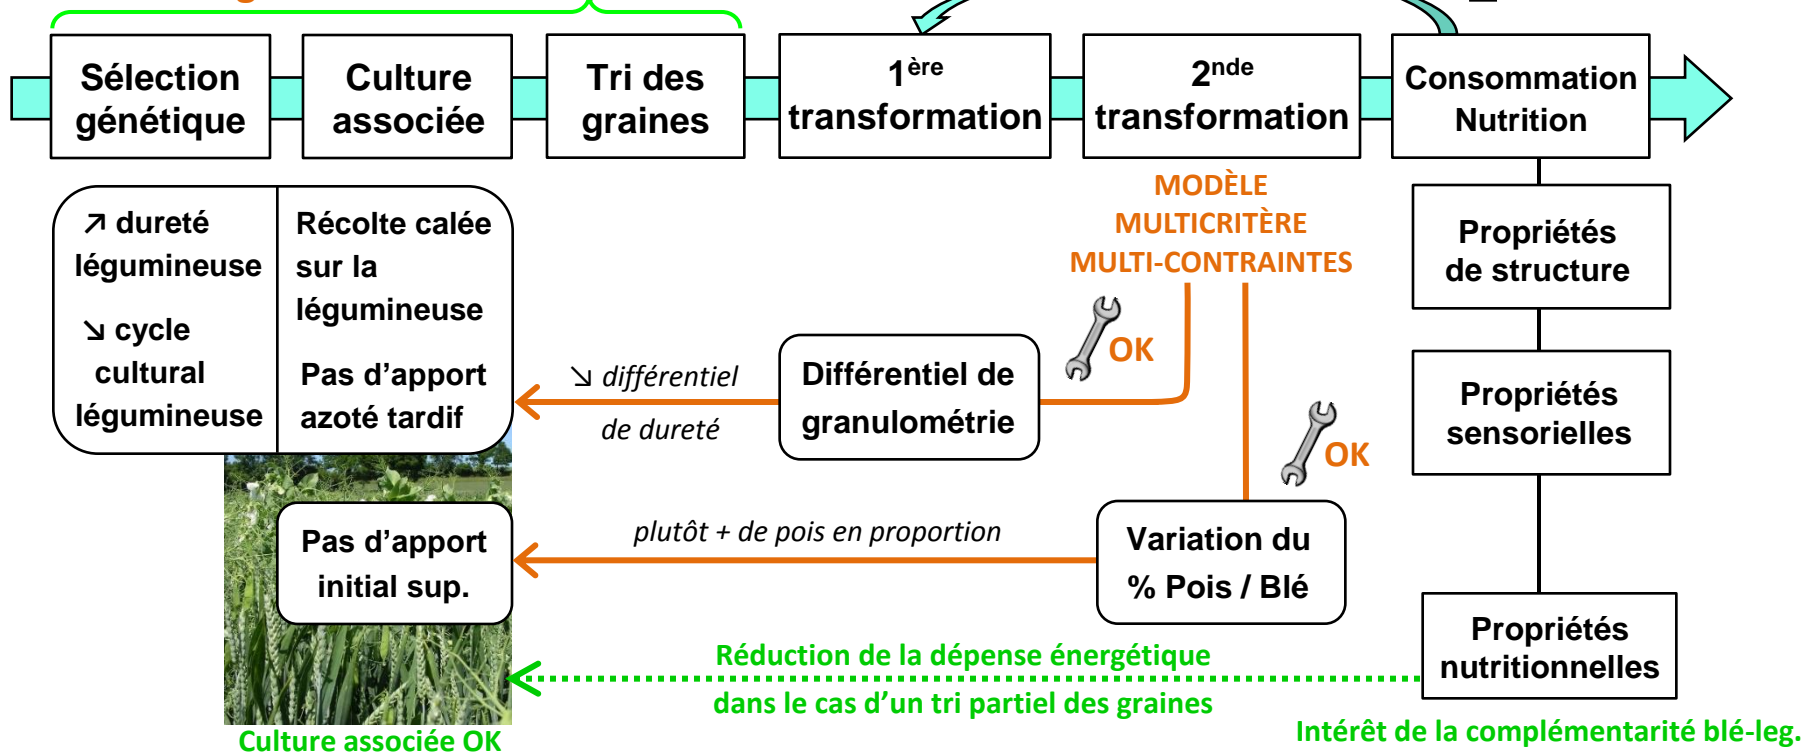 Sélection
génétique
Culture
associée
Tri des
graines
1ère
transformation
2nde
transformation
Consommation
Nutrition
↗ dureté
légumineuse
↘ cycle
cultural
légumineuse
Récolte calée
sur la
légumineuse
Pas d’apport
azoté tardif
↘ différentiel
de dureté
Différentiel de
granulométrie
OK
MODÈLE
MULTICRITÈRE
MULTI-CONTRAINTES
OK
Propriétés
de structure
Propriétés
sensorielles
Pas d’apport
initial sup.
plutôt + de pois en proportion
Variation du
% Pois / Blé
Propriétés
nutritionnelles
Réduction de la dépense énergétique
dans le cas d’un tri partiel des graines
Culture associée OK
Intérêt de la complémentarité blé-leg.